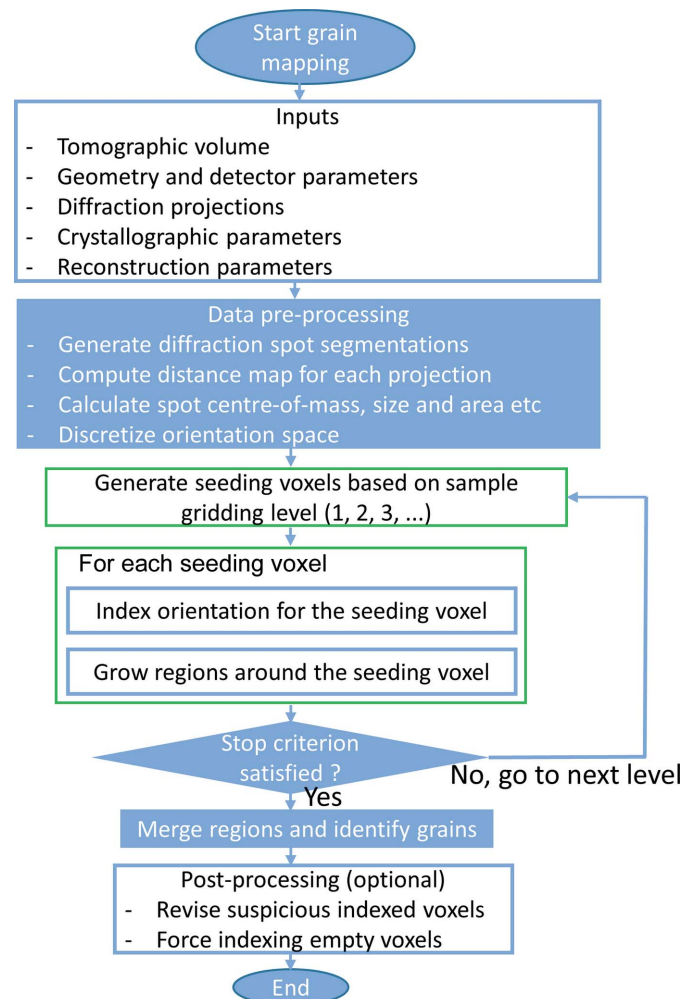 Start grain
mapping
Inputs
- Tomographic volume
- Geometry and detector parameters
- Diffraction projections
- Crystallographic parameters
- Reconstruction parameters
Data pre-processing
- Generate diffraction spot segmentations
- Compute distance map for each projection
- Calculate spot centre-of-mass, size and area etc
- Discretize orientation space
Generate seeding voxels based on sample
gridding level (1, 2, 3, ...)
For each seeding voxel
Index orientation for the seeding voxel
Grow regions around the seeding voxel
Stop criterion
satisfied ?
No, go to next level
Yes
Merge regions and identify grains
Post-processing (optional)
- Revise suspicious indexed voxels
- Force indexing empty voxels
End